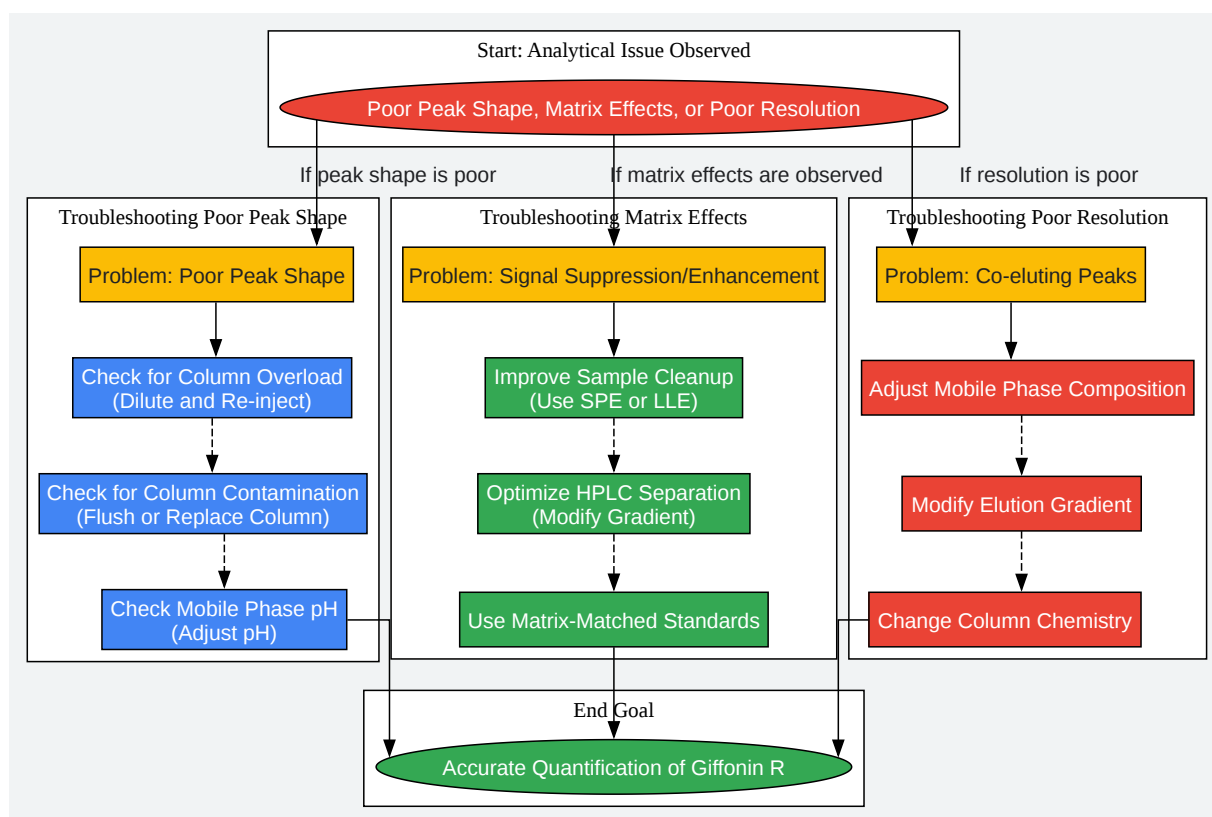 Start: Analytical Issue Observed
Poor Peak Shape, Matrix Effects, or Poor Resolution
If peak shape is poor
If matrix effects are observed
If resolution is poor
Troubleshooting Poor Peak Shape
Problem: Poor Peak Shape
Check for Column Overload
(Dilute and Re-inject)
Check for Column Contamination
(Flush or Replace Column)
Check Mobile Phase pH
(Adjust pH)
Troubleshooting Matrix Effects
Problem: Signal Suppression/Enhancement
Improve Sample Cleanup
(Use SPE or LLE)
Optimize HPLC Separation
(Modify Gradient)
Use Matrix-Matched Standards
Troubleshooting Poor Resolution
Problem: Co-eluting Peaks
Adjust Mobile Phase Composition
Modify Elution Gradient
Change Column Chemistry
End Goal
Accurate Quantification of Giffonin R